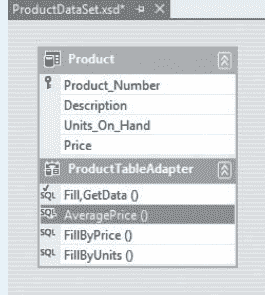 ProductDataSet.xsd*
Product
Product_Number
Description
Units_On_Hand
Price
ProductTableAdapter
SQL Fill,GetData ()
SQL AveragePrice ()
SQL FillByPrice ()
SQL FillByUnits ()